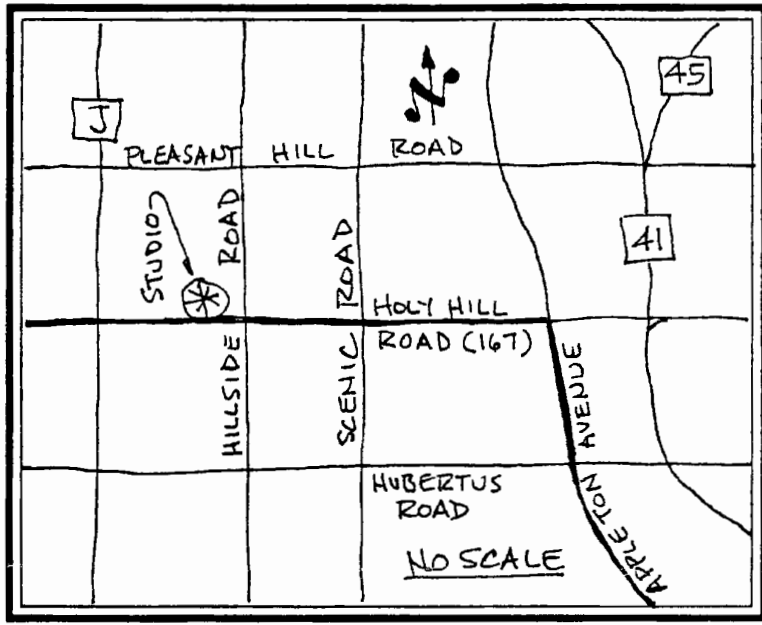 45
J
N
PLEASANT HILL ROAD
STUDIO
HILLSIDE ROAD
SCENIC ROAD
41
HOLY HILL
ROAD (167)
APPLETON AVENUE
HUBERTUS
ROAD
NO SCALE